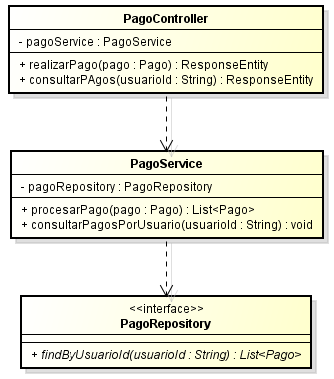 PagoController
- pagoService : PagoService
+ realizarPago(pago : Pago) : ResponseEntity
+ consultarPAgos(usuarioId : String) : ResponseEntity
PagoService
- pagoRepository : PagoRepository
+ procesarPago(pago : Pago) : List<Pago>
+ consultarPagosPorUsuario(usuarioId : String) : void
<<interface>>
PagoRepository
+ findByUsuarioId(usuarioId : String) : List<Pago>